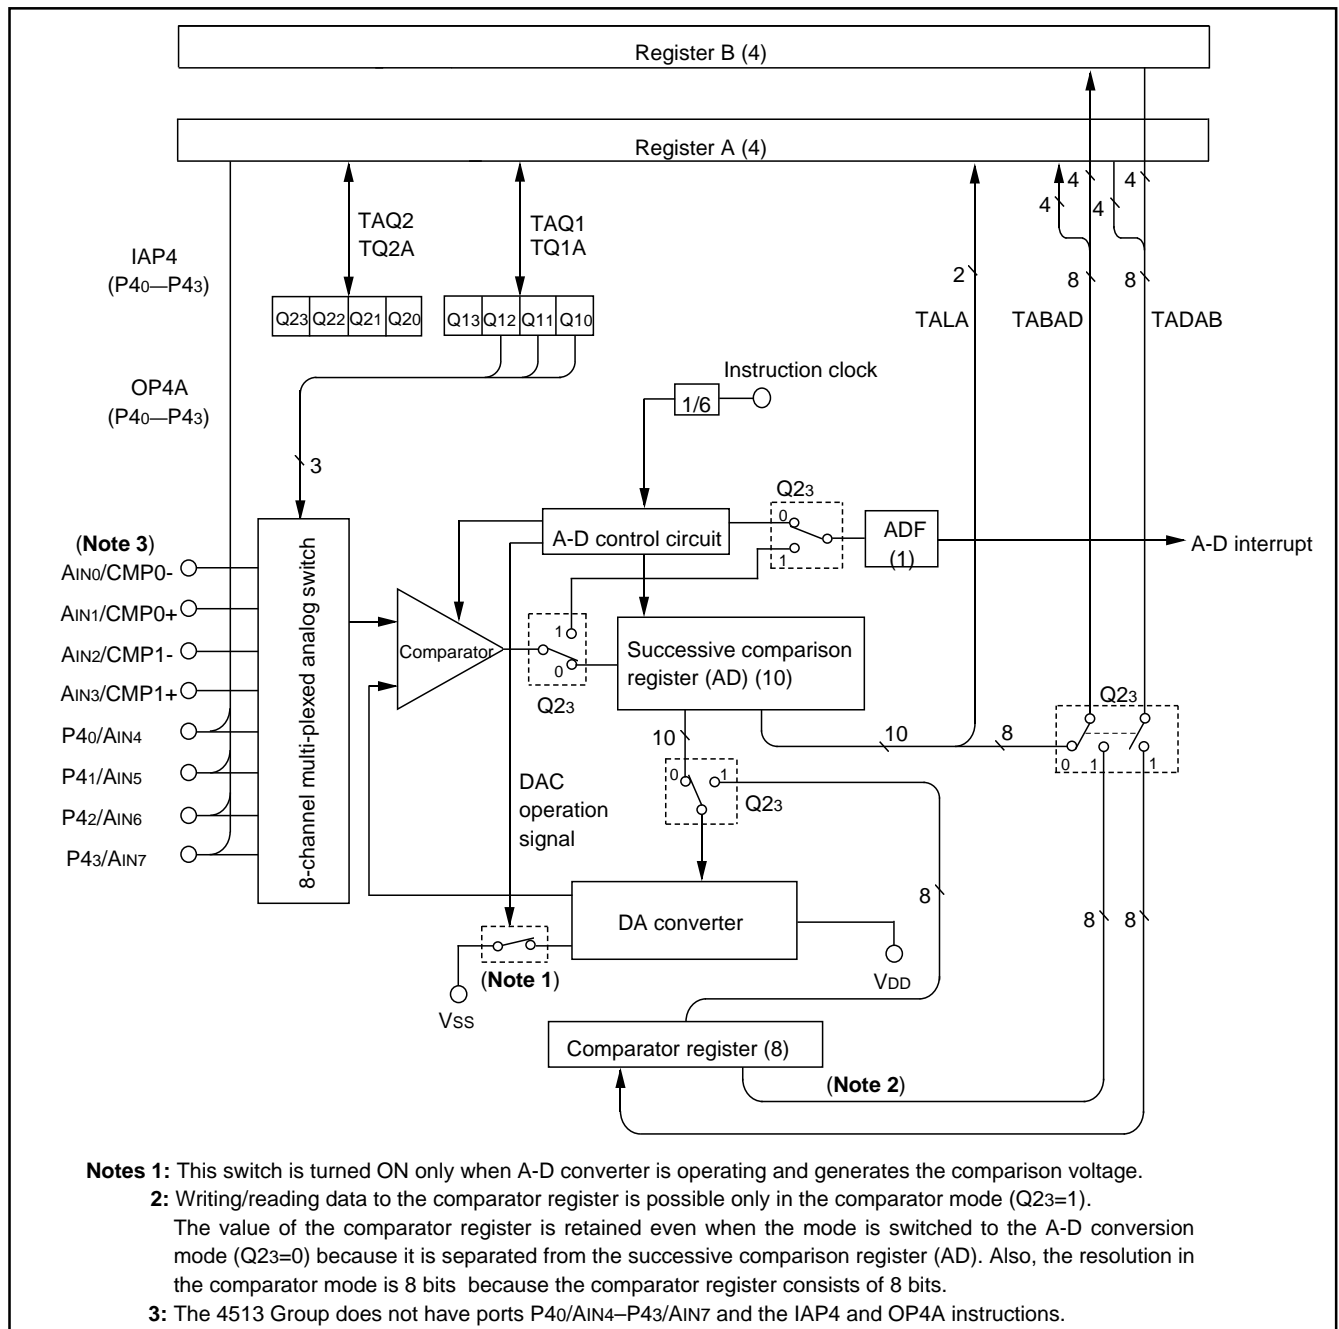 Register B (4)
Register A (4)
4
4
4
4
TAQ2
TQ2A
TAQ1
TQ1A
IAP4
(P40—P43)
2
8
8
TALA
TABAD
TADAB
Q23
Q22
Q21
Q20
Q13
Q12
Q11
Q10
OP4A
(P40—P43)
Instruction clock
1/6
3
Q23
0
1
ADF
(1)
A-D interrupt
A-D control circuit
(Note 3)
AIN0/CMP0-
AIN1/CMP0+
AIN2/CMP1-
AIN3/CMP1+
P40/AIN4
P41/AIN5
P42/AIN6
P43/AIN7
8-channel multi-plexed analog switch
Comparator
1
0
Q23
Successive comparison
register (AD) (10)
10
10
8
Q23
0
1
1
0
1
Q23
DAC
operation
signal
8
8
8
DA converter
(Note 1)
VSS
VDD
Comparator register (8)
(Note 2)
Notes 1: This switch is turned ON only when A-D converter is operating and generates the comparison voltage.
2: Writing/reading data to the comparator register is possible only in the comparator mode (Q23=1).
The value of the comparator register is retained even when the mode is switched to the A-D conversion
mode (Q23=0) because it is separated from the successive comparison register (AD). Also, the resolution in
the comparator mode is 8 bits because the comparator register consists of 8 bits.
3: The 4513 Group does not have ports P40/AIN4–P43/AIN7 and the IAP4 and OP4A instructions.